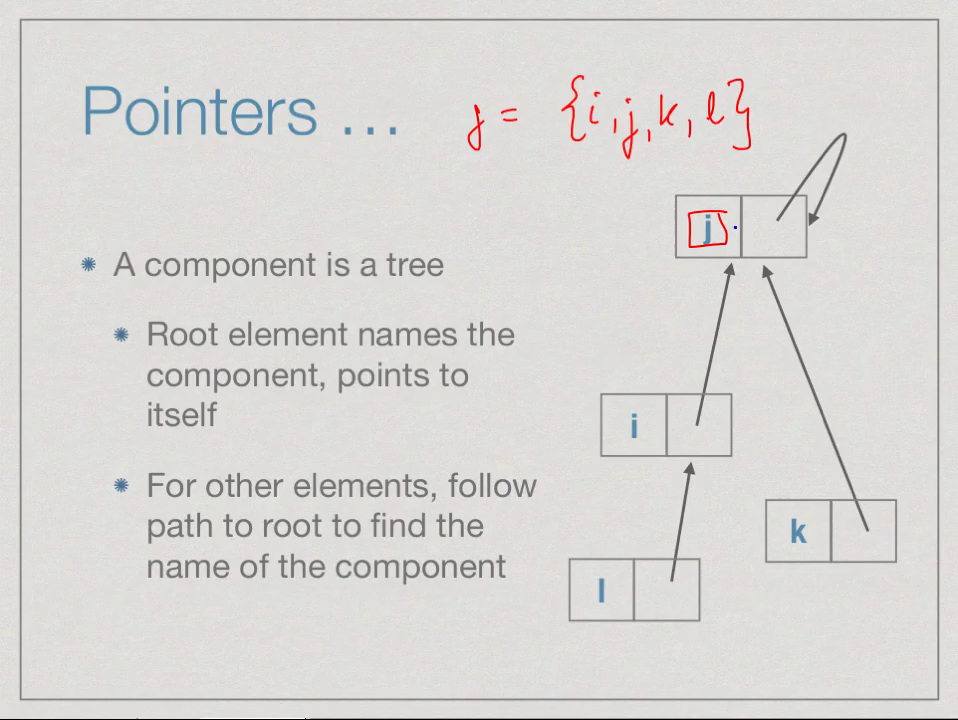 Pointers …
j = {i, j, k, l}
j
A component is a tree
Root element names the
component, points to
itself
i
For other elements, follow
path to root to find the
name of the component
k
l